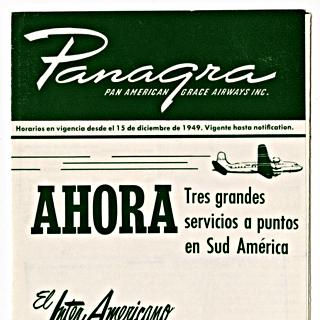 Panagra
PAN AMERICAN GRACE AIRWAYS INC.
Horarios en vigencia desde el 15 de diciembre de 1949. Vigente hasta notification.
AHORA
Tres grandes
servicios a puntos
en Sud América
El Inter Americano